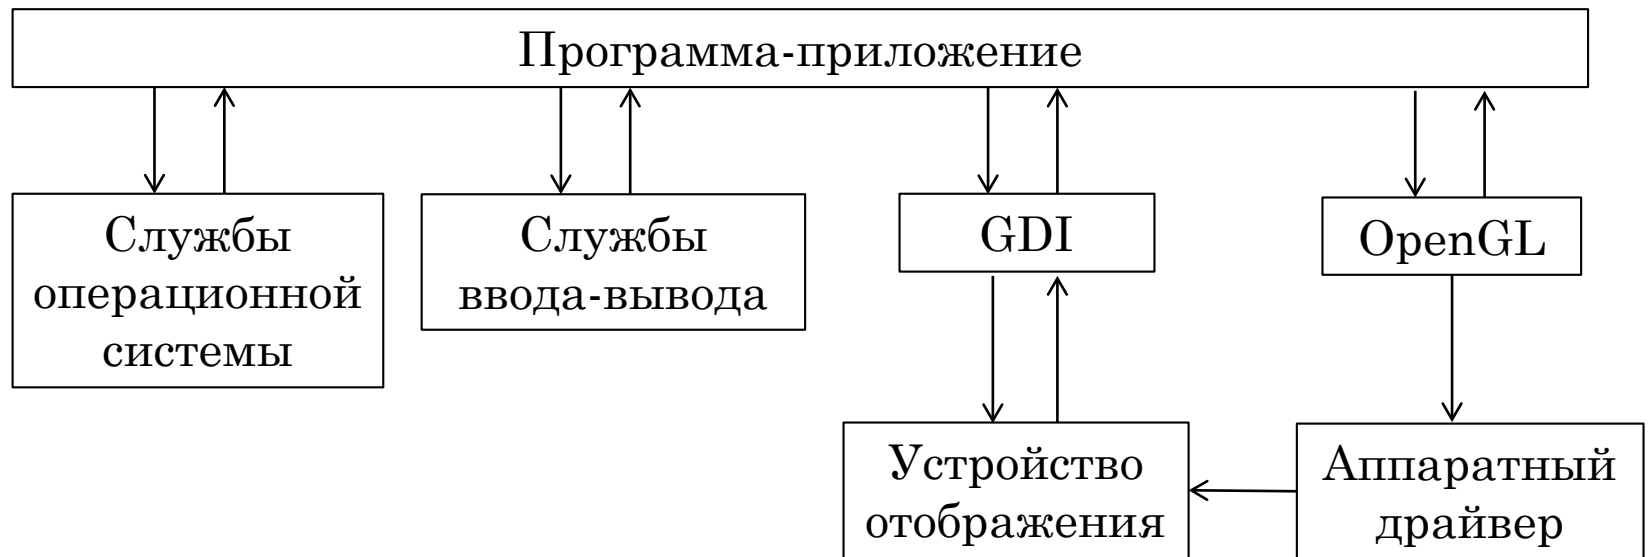 Программа-приложение
Службы
операционной
системы
Службы
ввода-вывода
GDI
OpenGL
Устройство
отображения
Аппаратный
драйвер